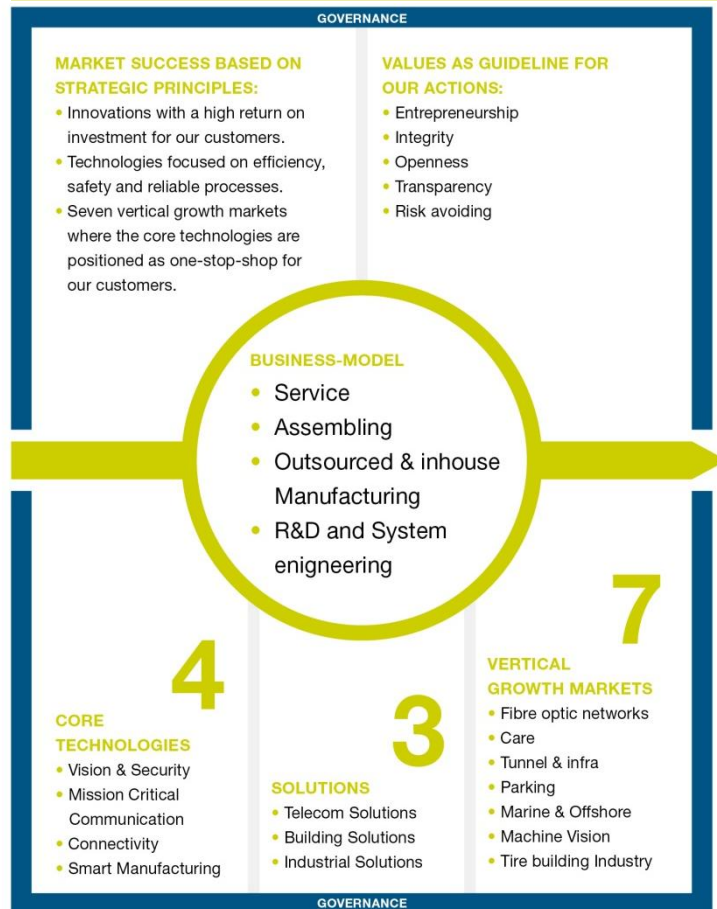 GOVERNANCE
MARKET SUCCESS BASED ON
STRATEGIC PRINCIPLES:
• Innovations with a high return on
investment for our customers.
• Technologies focused on efficiency,
safety and reliable processes.
• Seven vertical growth markets
where the core technologies are
positioned as one-stop-shop for
our customers.
VALUES AS GUIDELINE FOR
OUR ACTIONS:
• Entrepreneurship
• Integrity
• Openness
• Transparency
• Risk avoiding
BUSINESS-MODEL
• Service
• Assembling
• Outsourced & inhouse
Manufacturing
• R&D and System
enigneering
4
CORE
TECHNOLOGIES
• Vision & Security
• Mission Critical
Communication
• Connectivity
• Smart Manufacturing
3
SOLUTIONS
• Telecom Solutions
• Building Solutions
• Industrial Solutions
7
VERTICAL
GROWTH MARKETS
• Fibre optic networks
• Care
• Tunnel & infra
• Parking
• Marine & Offshore
• Machine Vision
• Tire building Industry
GOVERNANCE